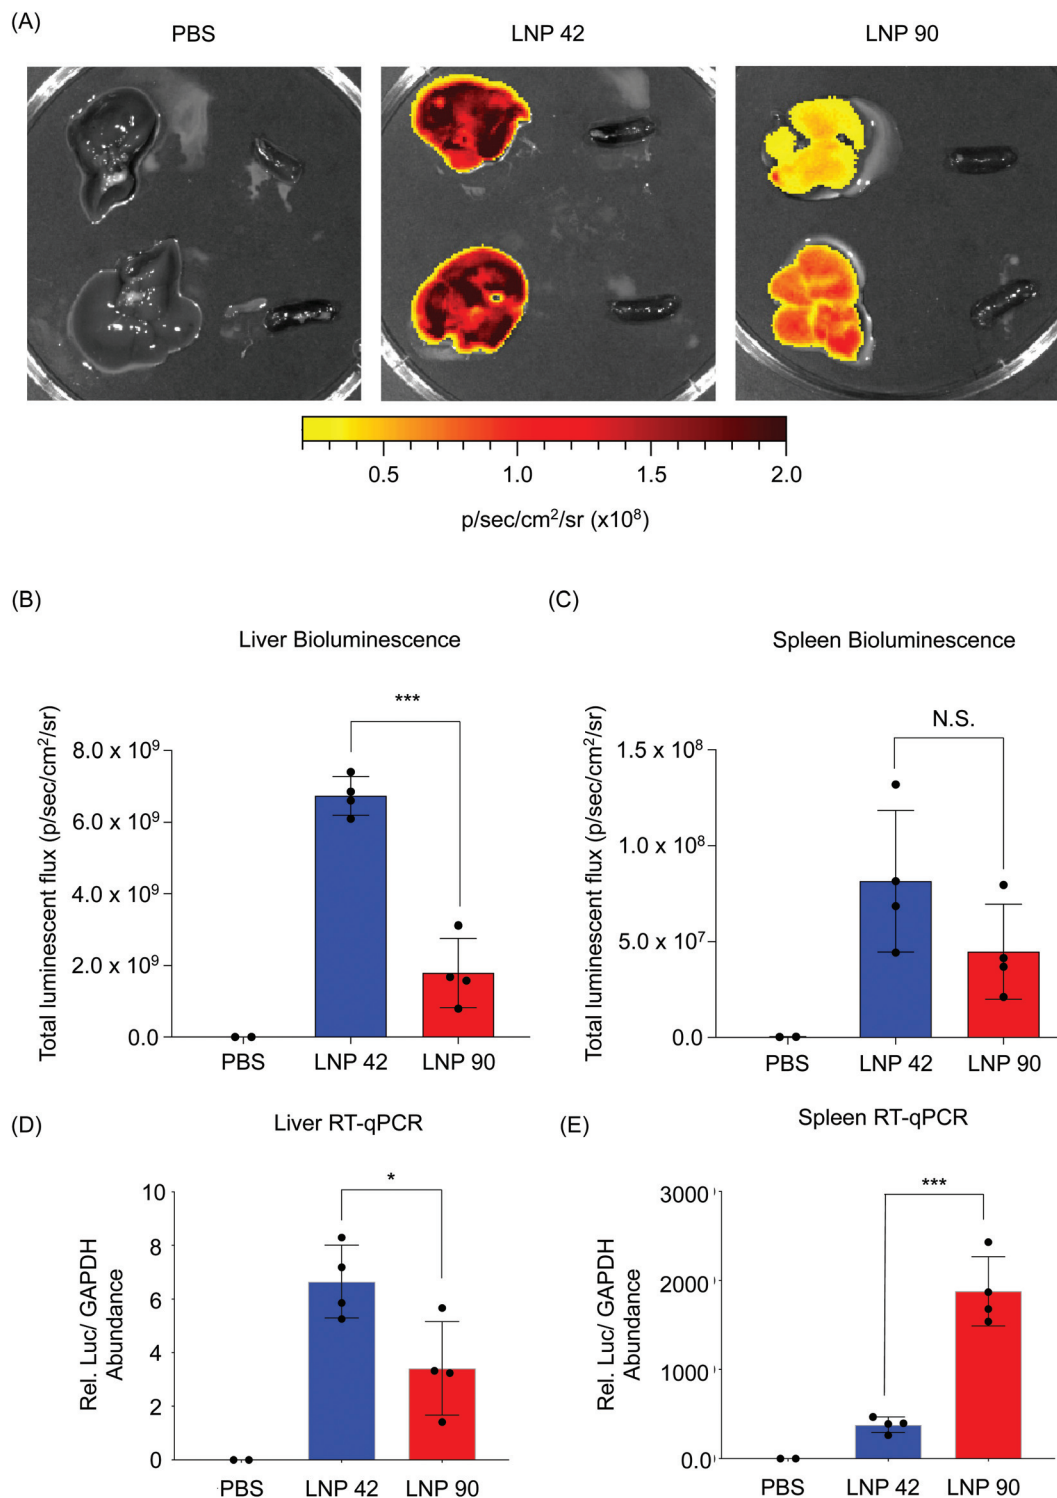 (A)
PBS LNP 42 LNP 90
0.5 1.0 1.5 2.0
p/sec/cm²/sr (x10⁸)
(B)
Liver Bioluminescence
***
Total luminescent flux (p/sec/cm²/sr)
8.0 x 10⁹
6.0 x 10⁹
4.0 x 10⁹
2.0 x 10⁹
0.0
PBS LNP 42 LNP 90
(C)
Spleen Bioluminescence
N.S.
Total luminescent flux (p/sec/cm²/sr)
1.5 x 10⁸
1.0 x 10⁸
5.0 x 10⁷
0.0
PBS LNP 42 LNP 90
(D)
Liver RT-qPCR
*
Rel. Luc/ GAPDH
Abundance
10
8
6
4
2
0
PBS LNP 42 LNP 90
(E)
Spleen RT-qPCR
***
Rel. Luc/ GAPDH
Abundance
3000
2000
1000
0.0
PBS LNP 42 LNP 90